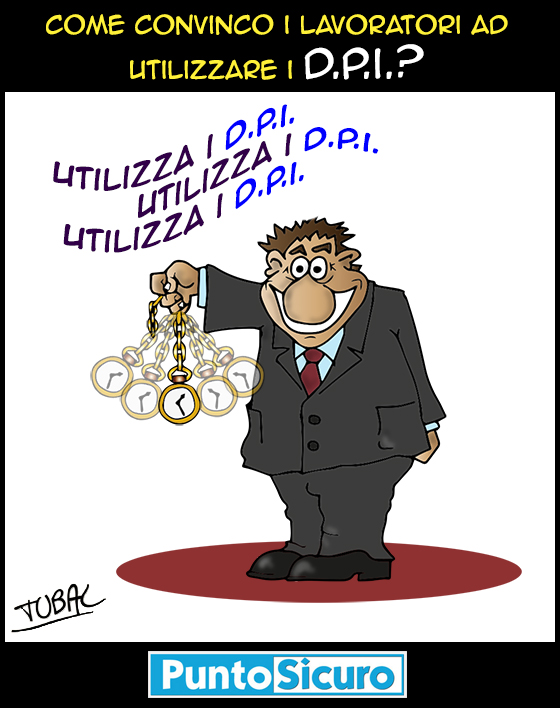 COME CONVINCO I LAVORATORI AD
UTILIZZARE I D.P.I.?
UTILIZZA I D.P.I.
UTILIZZA I D.P.I.
UTILIZZA I D.P.I.
TUBAL
PuntoSicuro